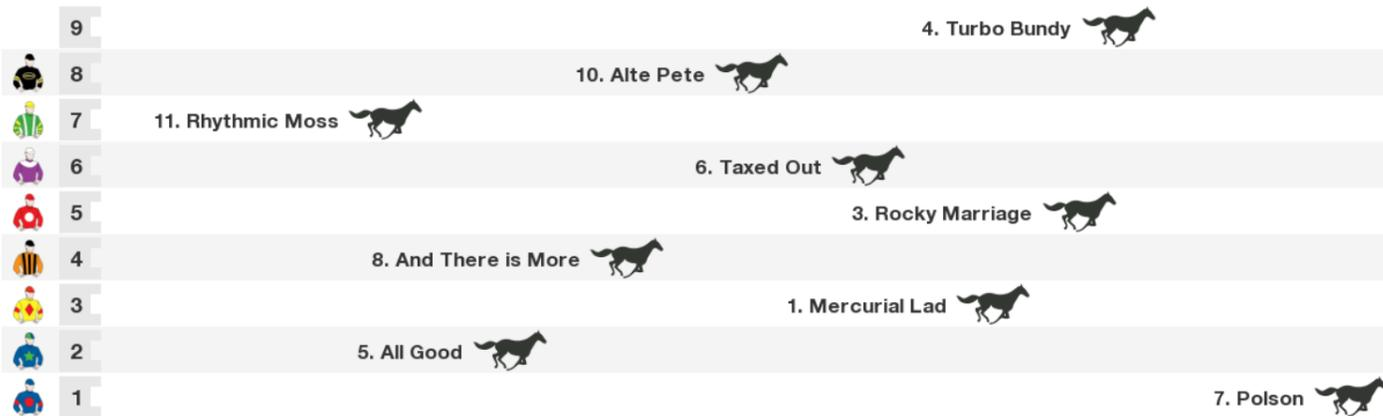 9 4. Turbo Bundy
8 10. Alte Pete
7 11. Rhythmic Moss
6 6. Taxed Out
5 3. Rocky Marriage
4 8. And There is More
3 1. Mercurial Lad
2 5. All Good
1 7. Polson